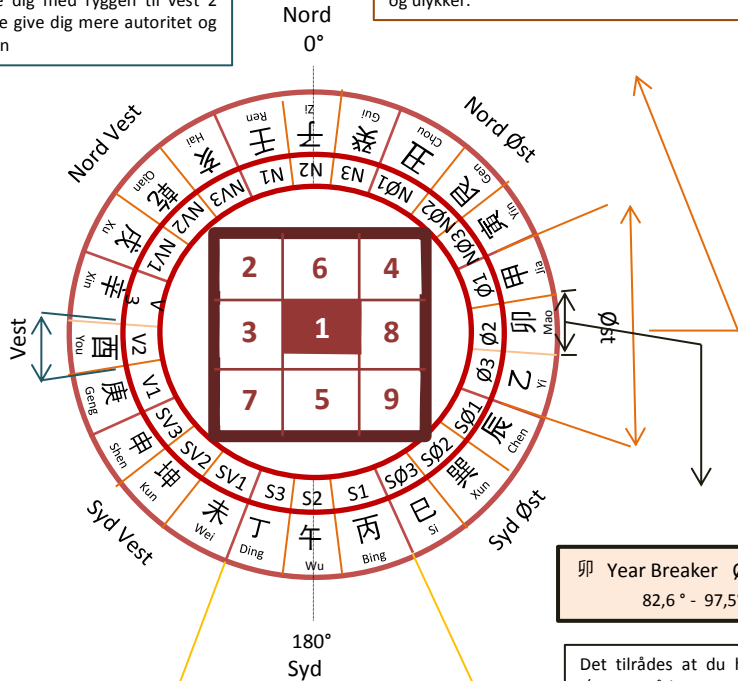 e dig med ryggen til vest 2
e give dig mere autoritet og
n
og ulykker.
Nord
0°
Nord Vest
Nord Øst
Vest
Øst
Syd Vest
Syd Øst
180°
Syd
子 Zi N2
癸 Gui N3
丑 Chou NØ1
艮 Gen NØ2
寅 Yin NØ3
甲 Jia Ø1
卯 Mao Ø2
乙 Yi Ø3
辰 Chen SØ1
巽 Xun SØ2
巳 Si SØ3
丙 Bing S1
午 Wu S2
丁 Ding S3
未 Wei SV1
坤 Kun SV2
申 Shen SV3
庚 Geng V1
酉 You V2
辛 Xin V3
戌 Xu NV1
乾 Qian NV2
亥 Hai NV3
壬 Ren N1
2 6 4
3 1 8
7 5 9
卯 Year Breaker
82,6 ° - 97,5°
Det tilrådes at du h